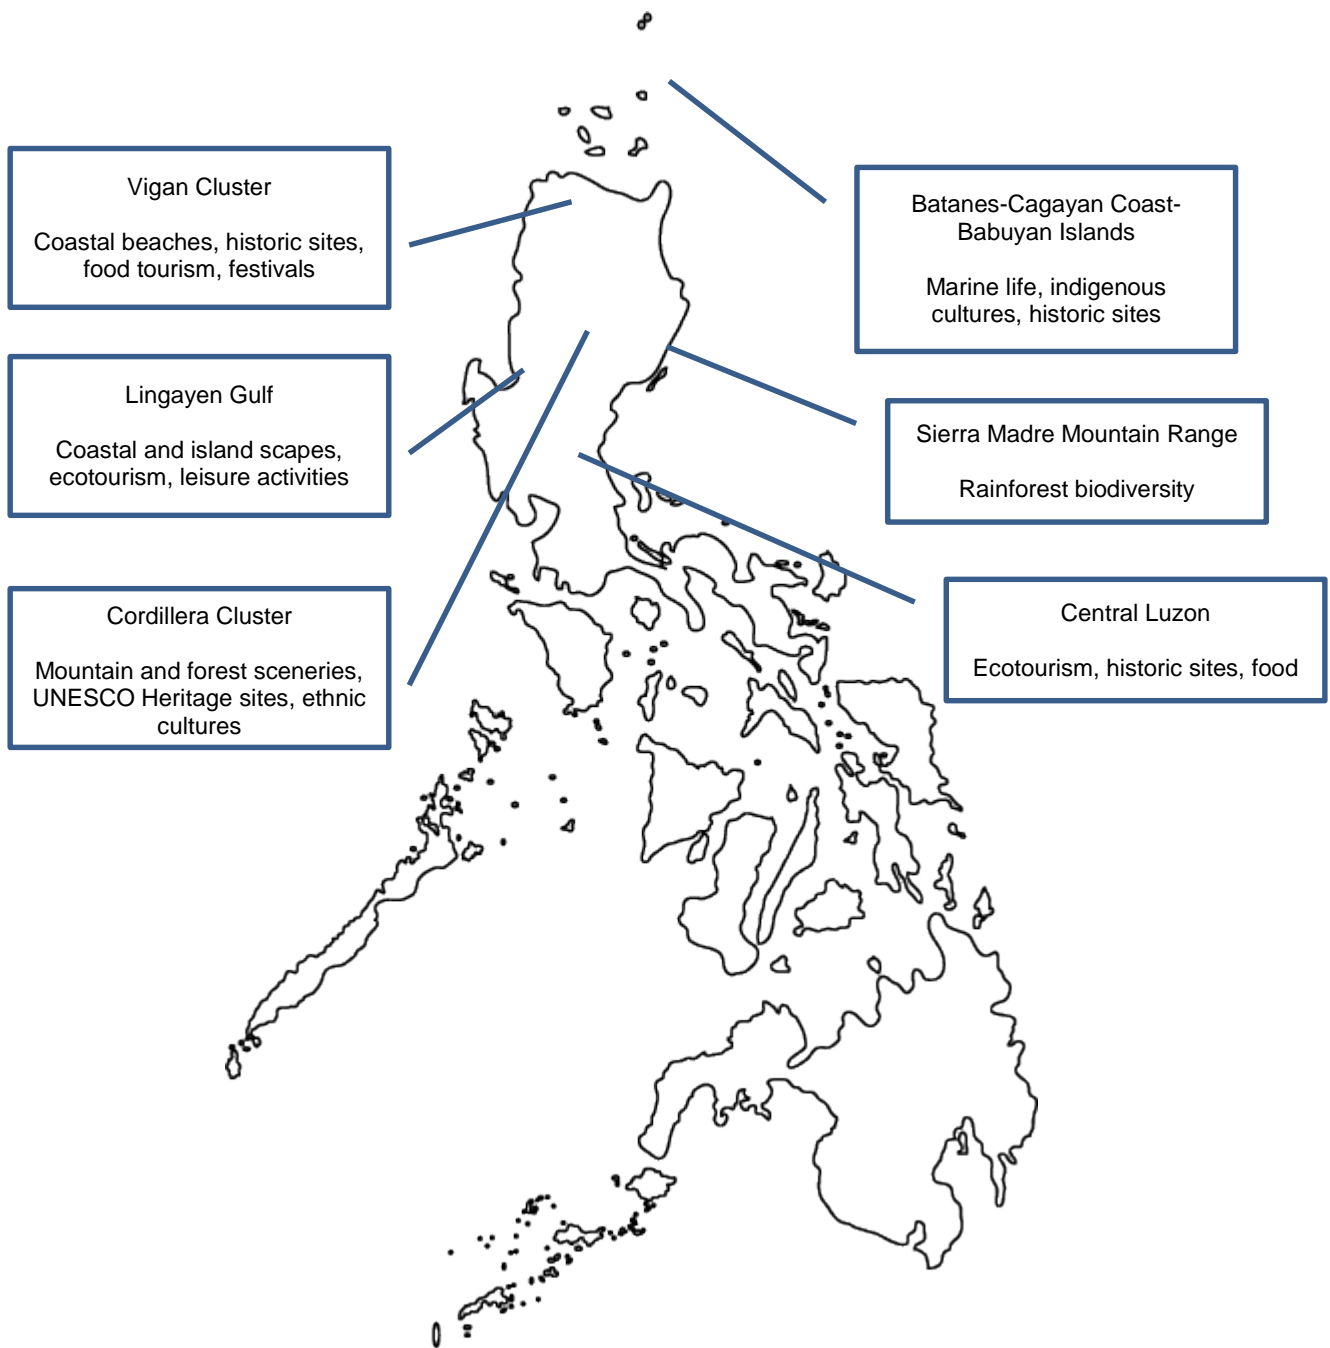 Vigan Cluster
Coastal beaches, historic sites,
food tourism, festivals
Batanes-Cagayan Coast-
Babuyan Islands
Marine life, indigenous
cultures, historic sites
Lingayen Gulf
Coastal and island scapes,
ecotourism, leisure activities
Sierra Madre Mountain Range
Rainforest biodiversity
Cordillera Cluster
Mountain and forest sceneries,
UNESCO Heritage sites, ethnic
cultures
Central Luzon
Ecotourism, historic sites, food